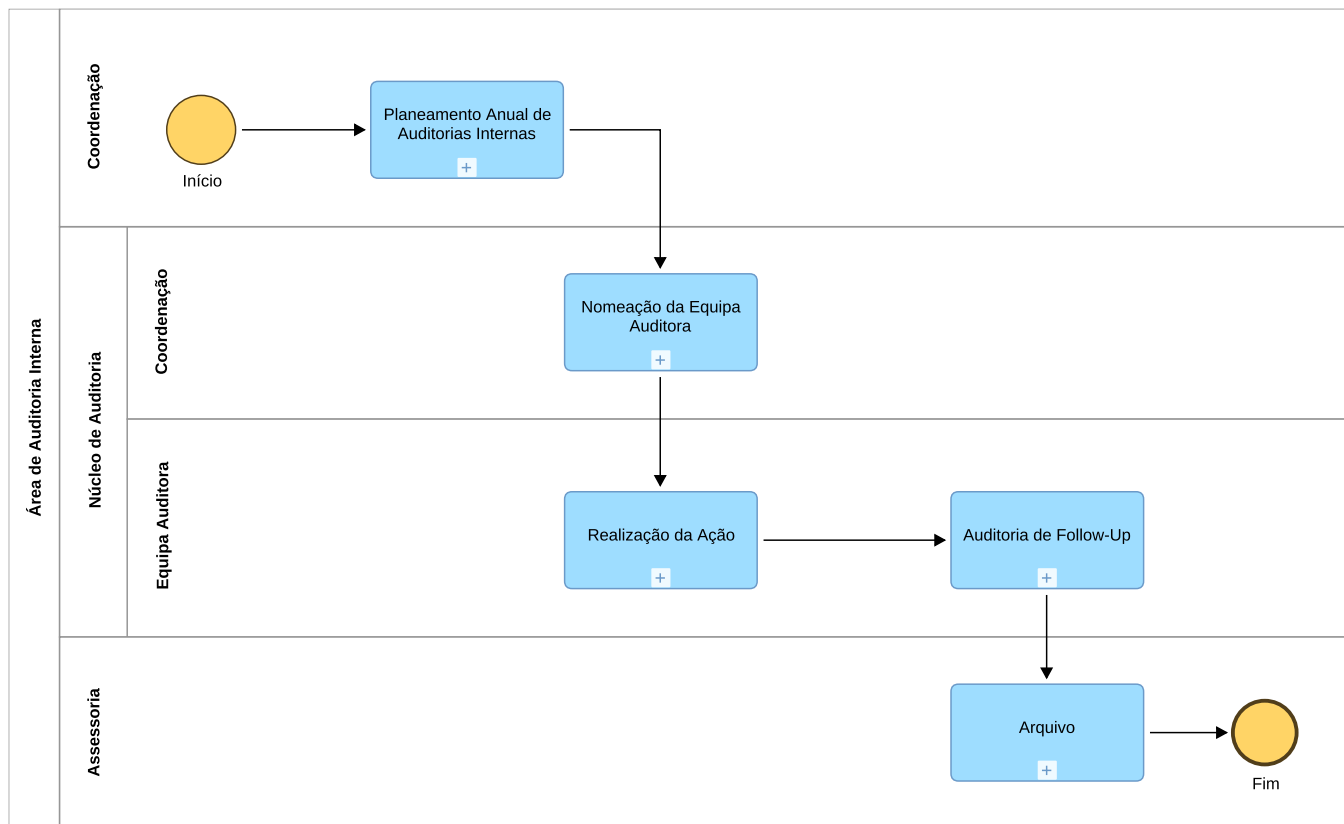 Área de Auditoria Interna
Coordenação
Início
Planeamento Anual de
Auditorias Internas
Núcleo de Auditoria
Coordenação
Nomeação da Equipa
Auditora
Equipa Auditora
Realização da Ação
Auditoria de Follow-Up
Assessoria
Arquivo
Fim